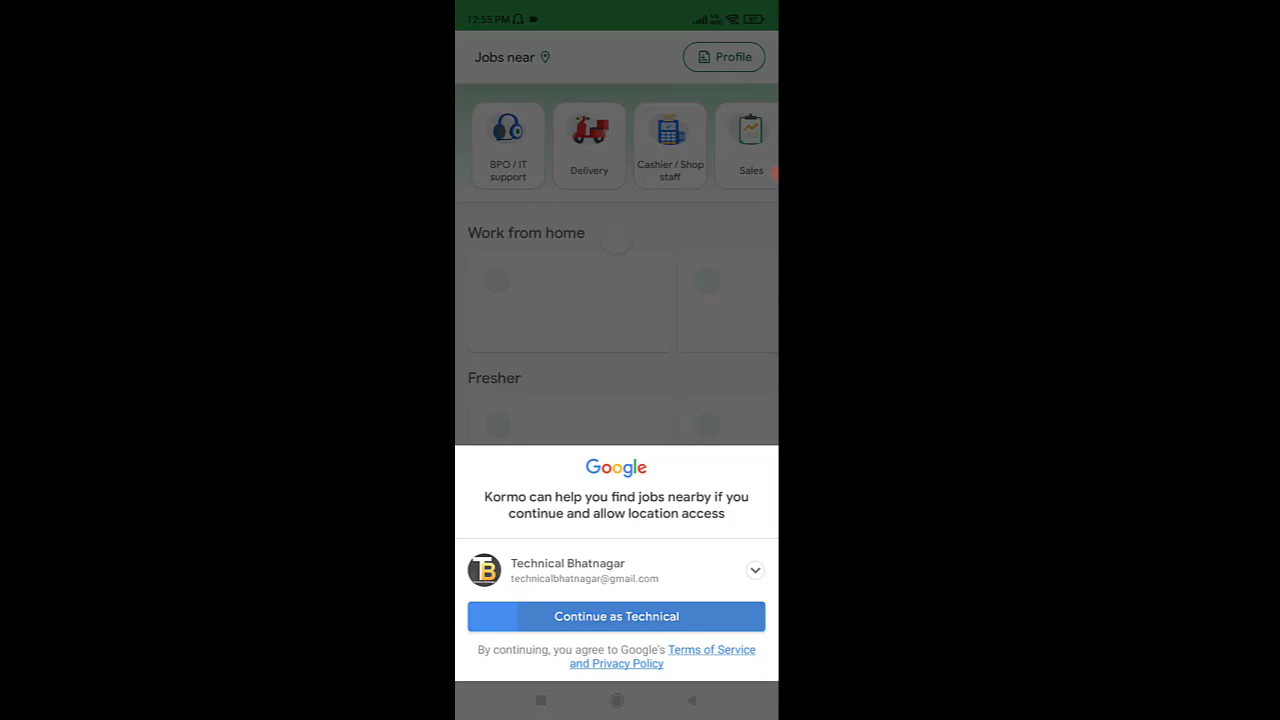 12:55 PM
Jobs near
Profile
BPO / IT
support
Delivery
Cashier / Shop
staff
Sales
Work from home
Fresher
Google
Kormo can help you find jobs nearby if you
continue and allow location access
Technical Bhatnagar
technicalbhatnagar@gmail.com
Continue as Technical
By continuing, you agree to Google's Terms of Service
and Privacy Policy